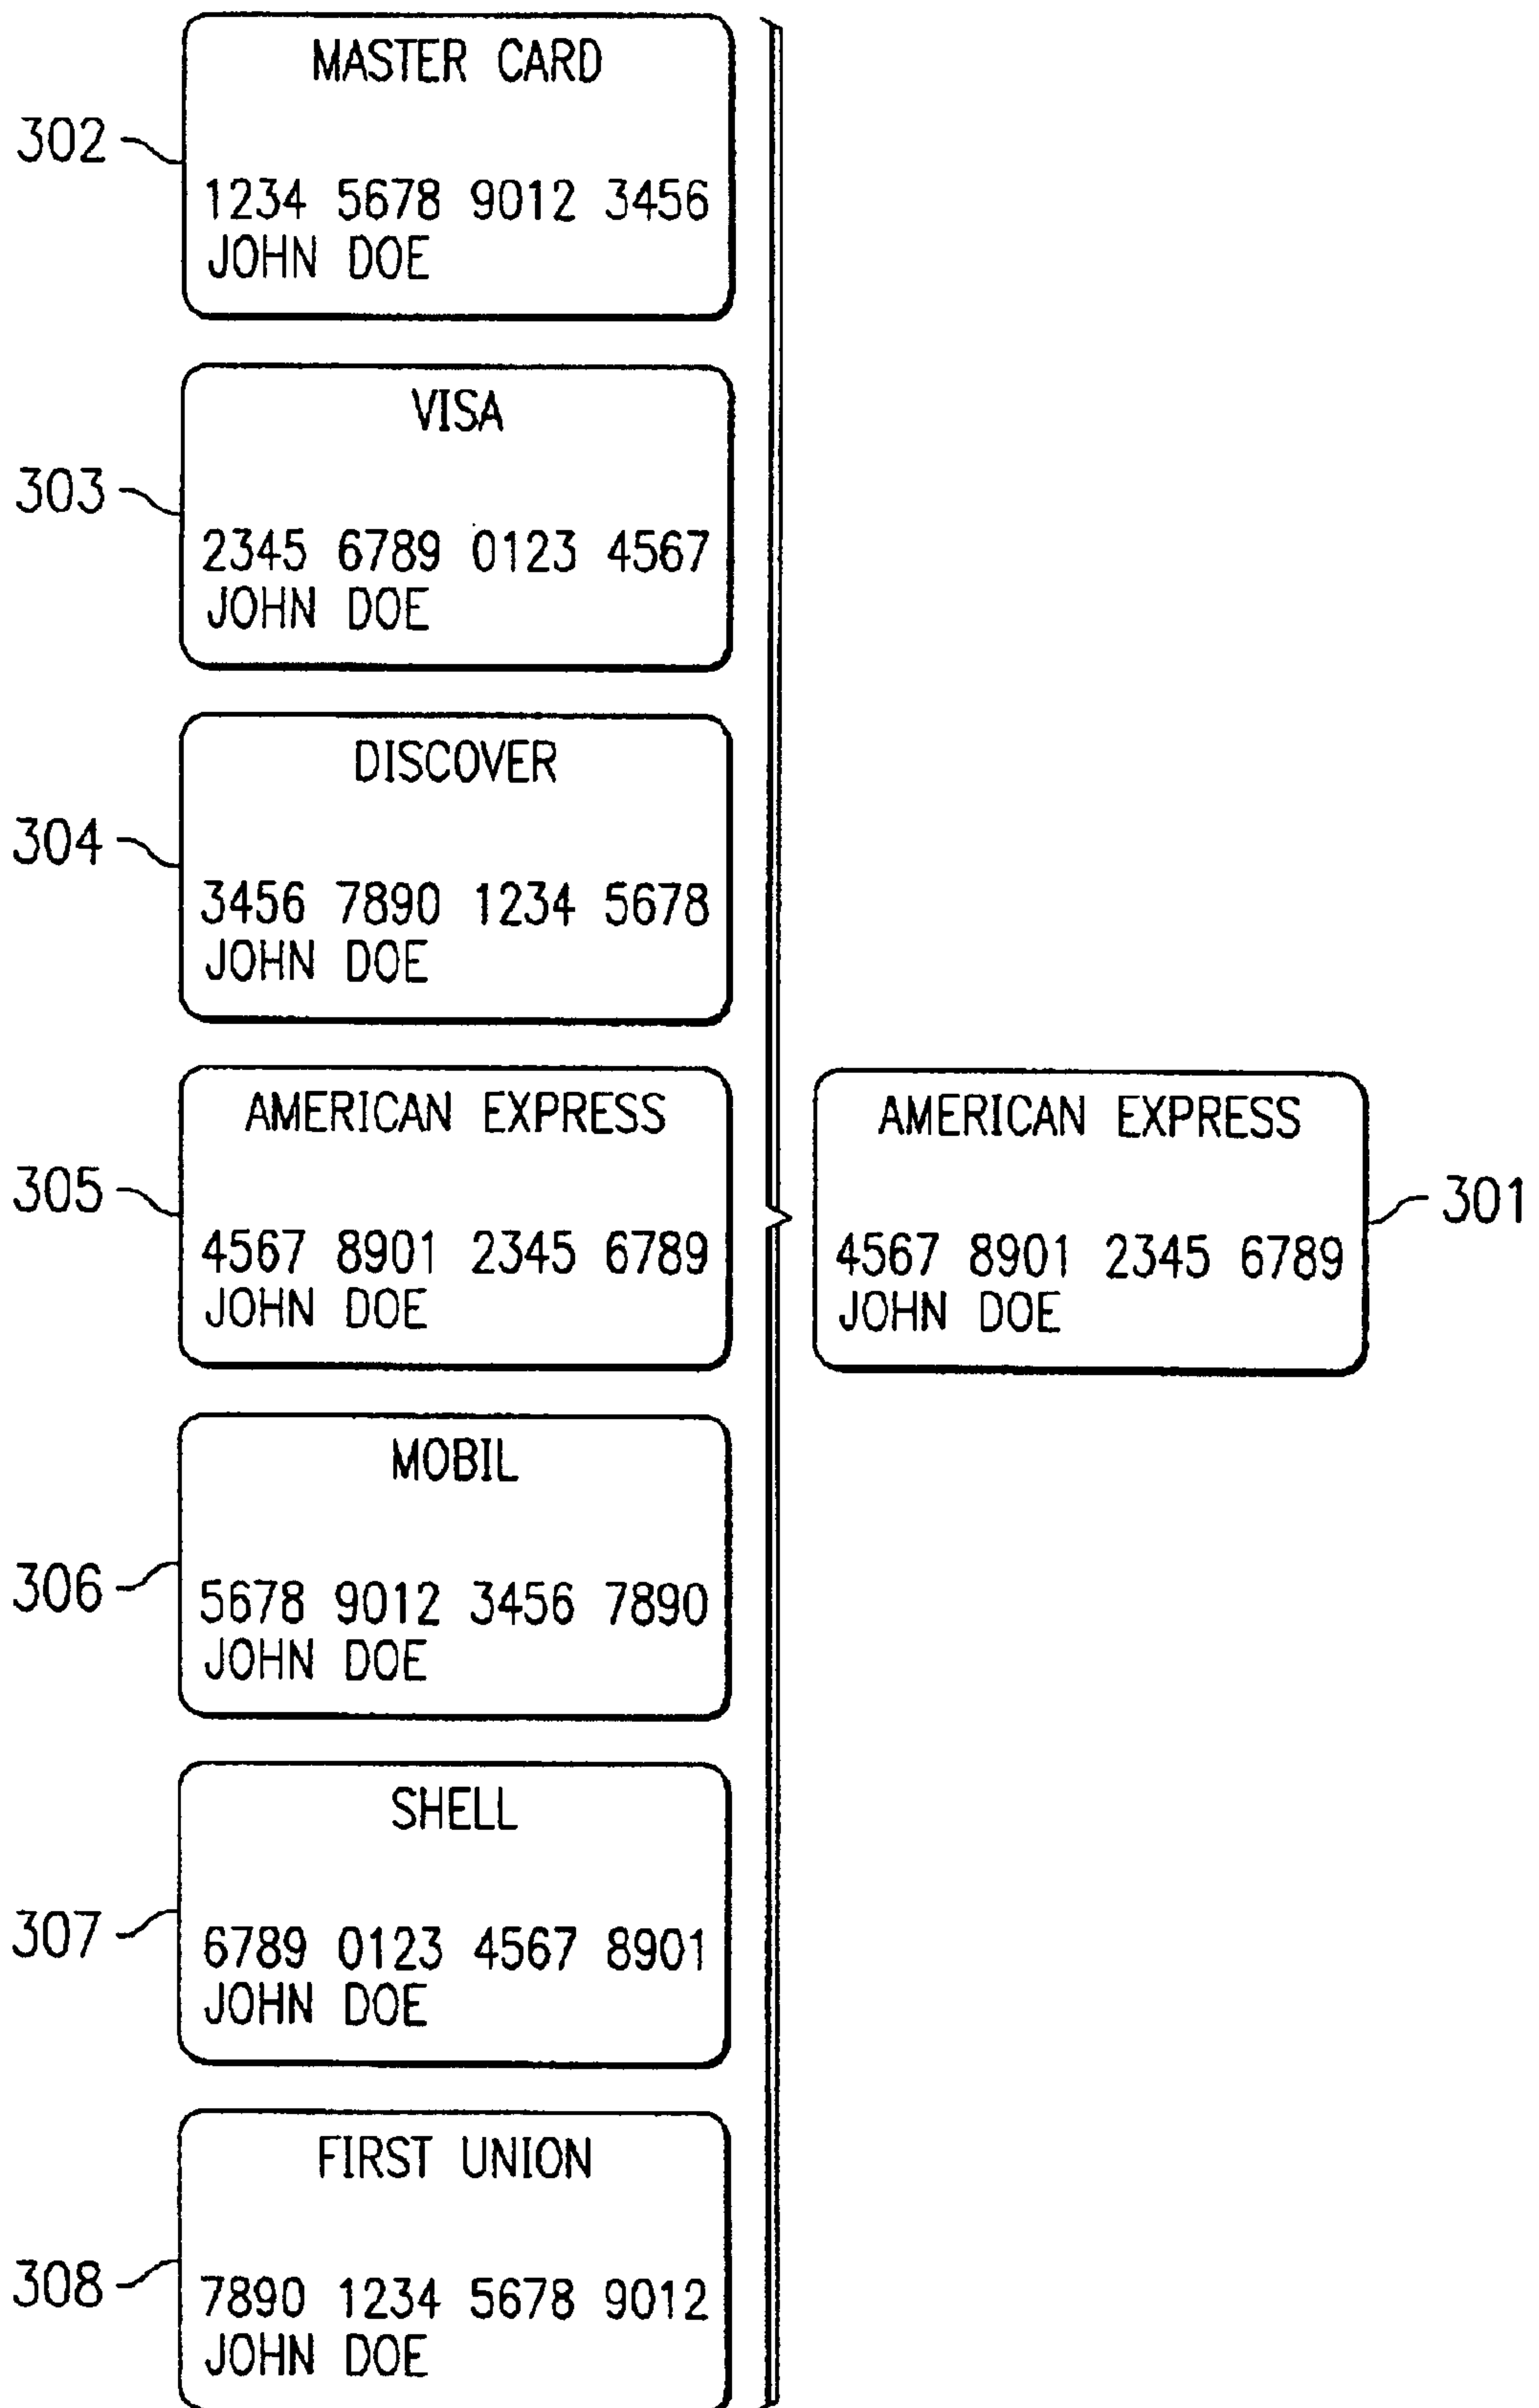 MASTER CARD
302
1234 5678 9012 3456
JOHN DOE
VISA
303
2345 6789 0123 4567
JOHN DOE
DISCOVER
304
3456 7890 1234 5678
JOHN DOE
AMERICAN EXPRESS
305
4567 8901 2345 6789
JOHN DOE
AMERICAN EXPRESS
301
4567 8901 2345 6789
JOHN DOE
MOBIL
306
5678 9012 3456 7890
JOHN DOE
SHELL
307
6789 0123 4567 8901
JOHN DOE
FIRST UNION
308
7890 1234 5678 9012
JOHN DOE